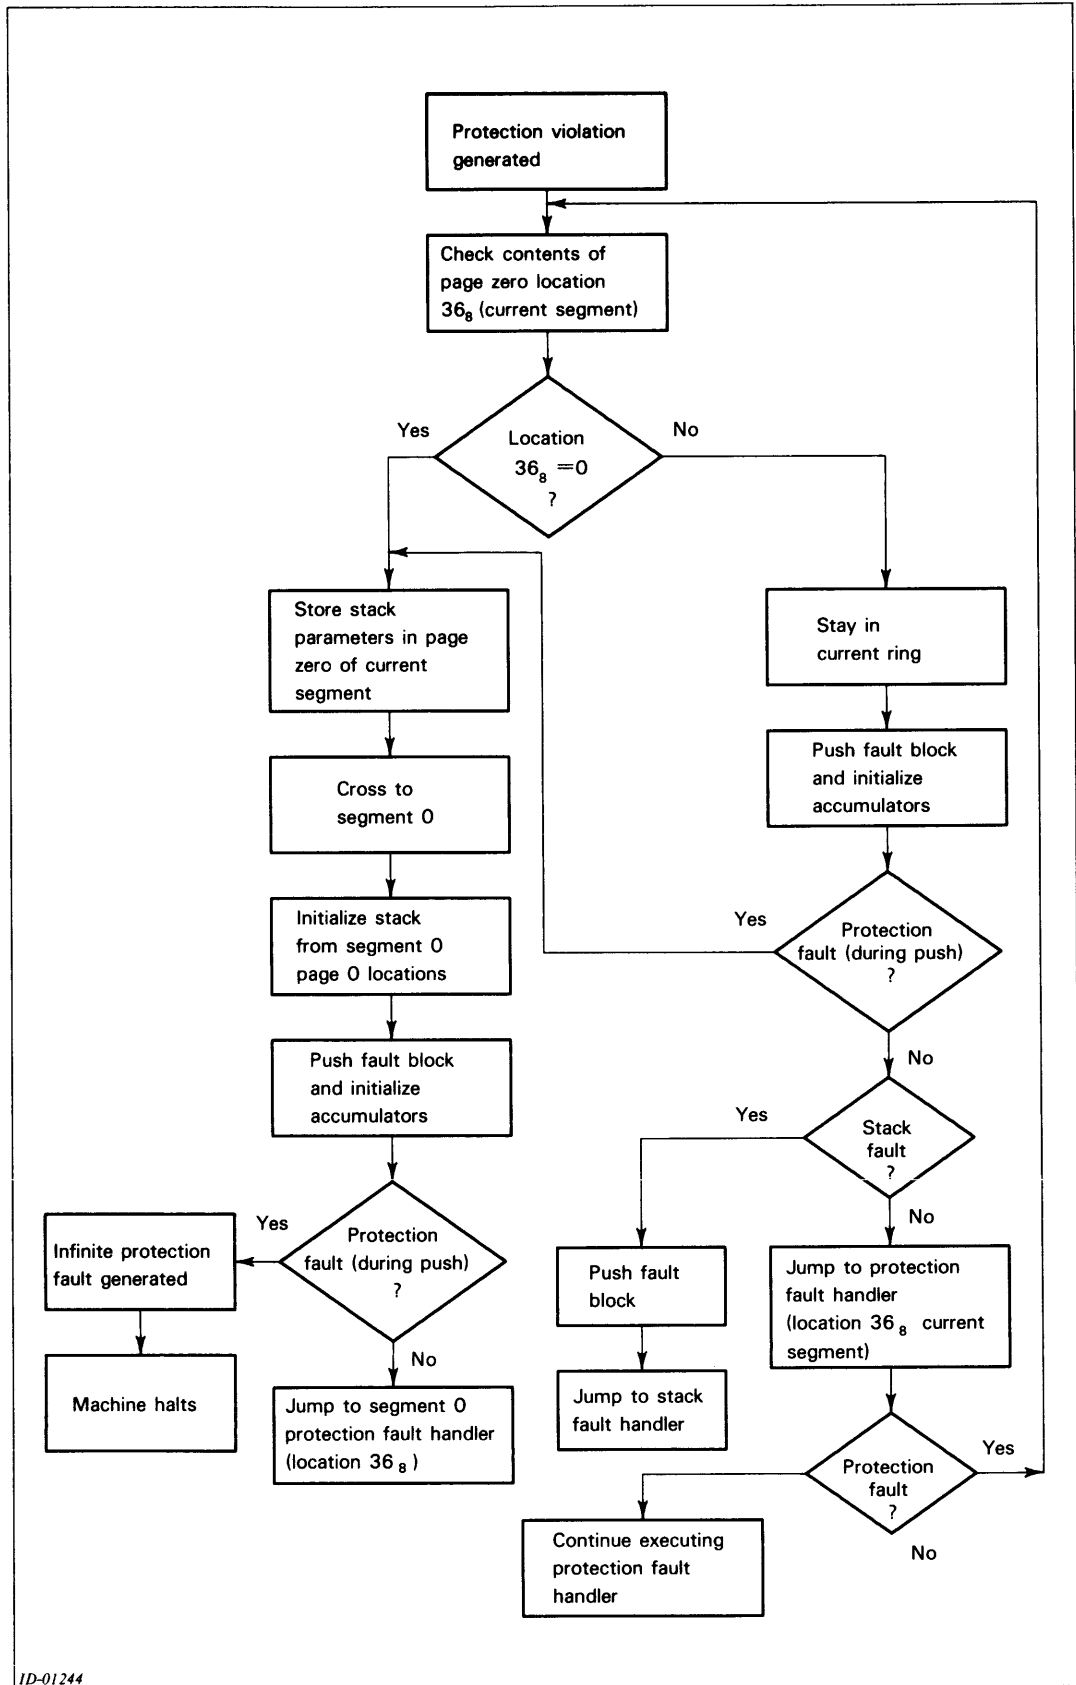 Protection violation
generated
Check contents of
page zero location
36₈ (current segment)
Yes
No
Location
36₈ =0
?
Store stack
parameters in page
zero of current
segment
Stay in
current ring
Cross to
segment 0
Push fault block
and initialize
accumulators
Initialize stack
from segment 0
page 0 locations
Yes
Protection
fault (during push)
?
No
Push fault block
and initialize
accumulators
Yes
Stack
fault
?
No
Yes
Protection
fault (during push)
?
No
Infinite protection
fault generated
Machine halts
Jump to segment 0
protection fault handler
(location 36₈)
Push fault
block
Jump to stack
fault handler
Jump to protection
fault handler
(location 36₈ current
segment)
Yes
Protection
fault
?
No
Continue executing
protection fault
handler
ID-01244